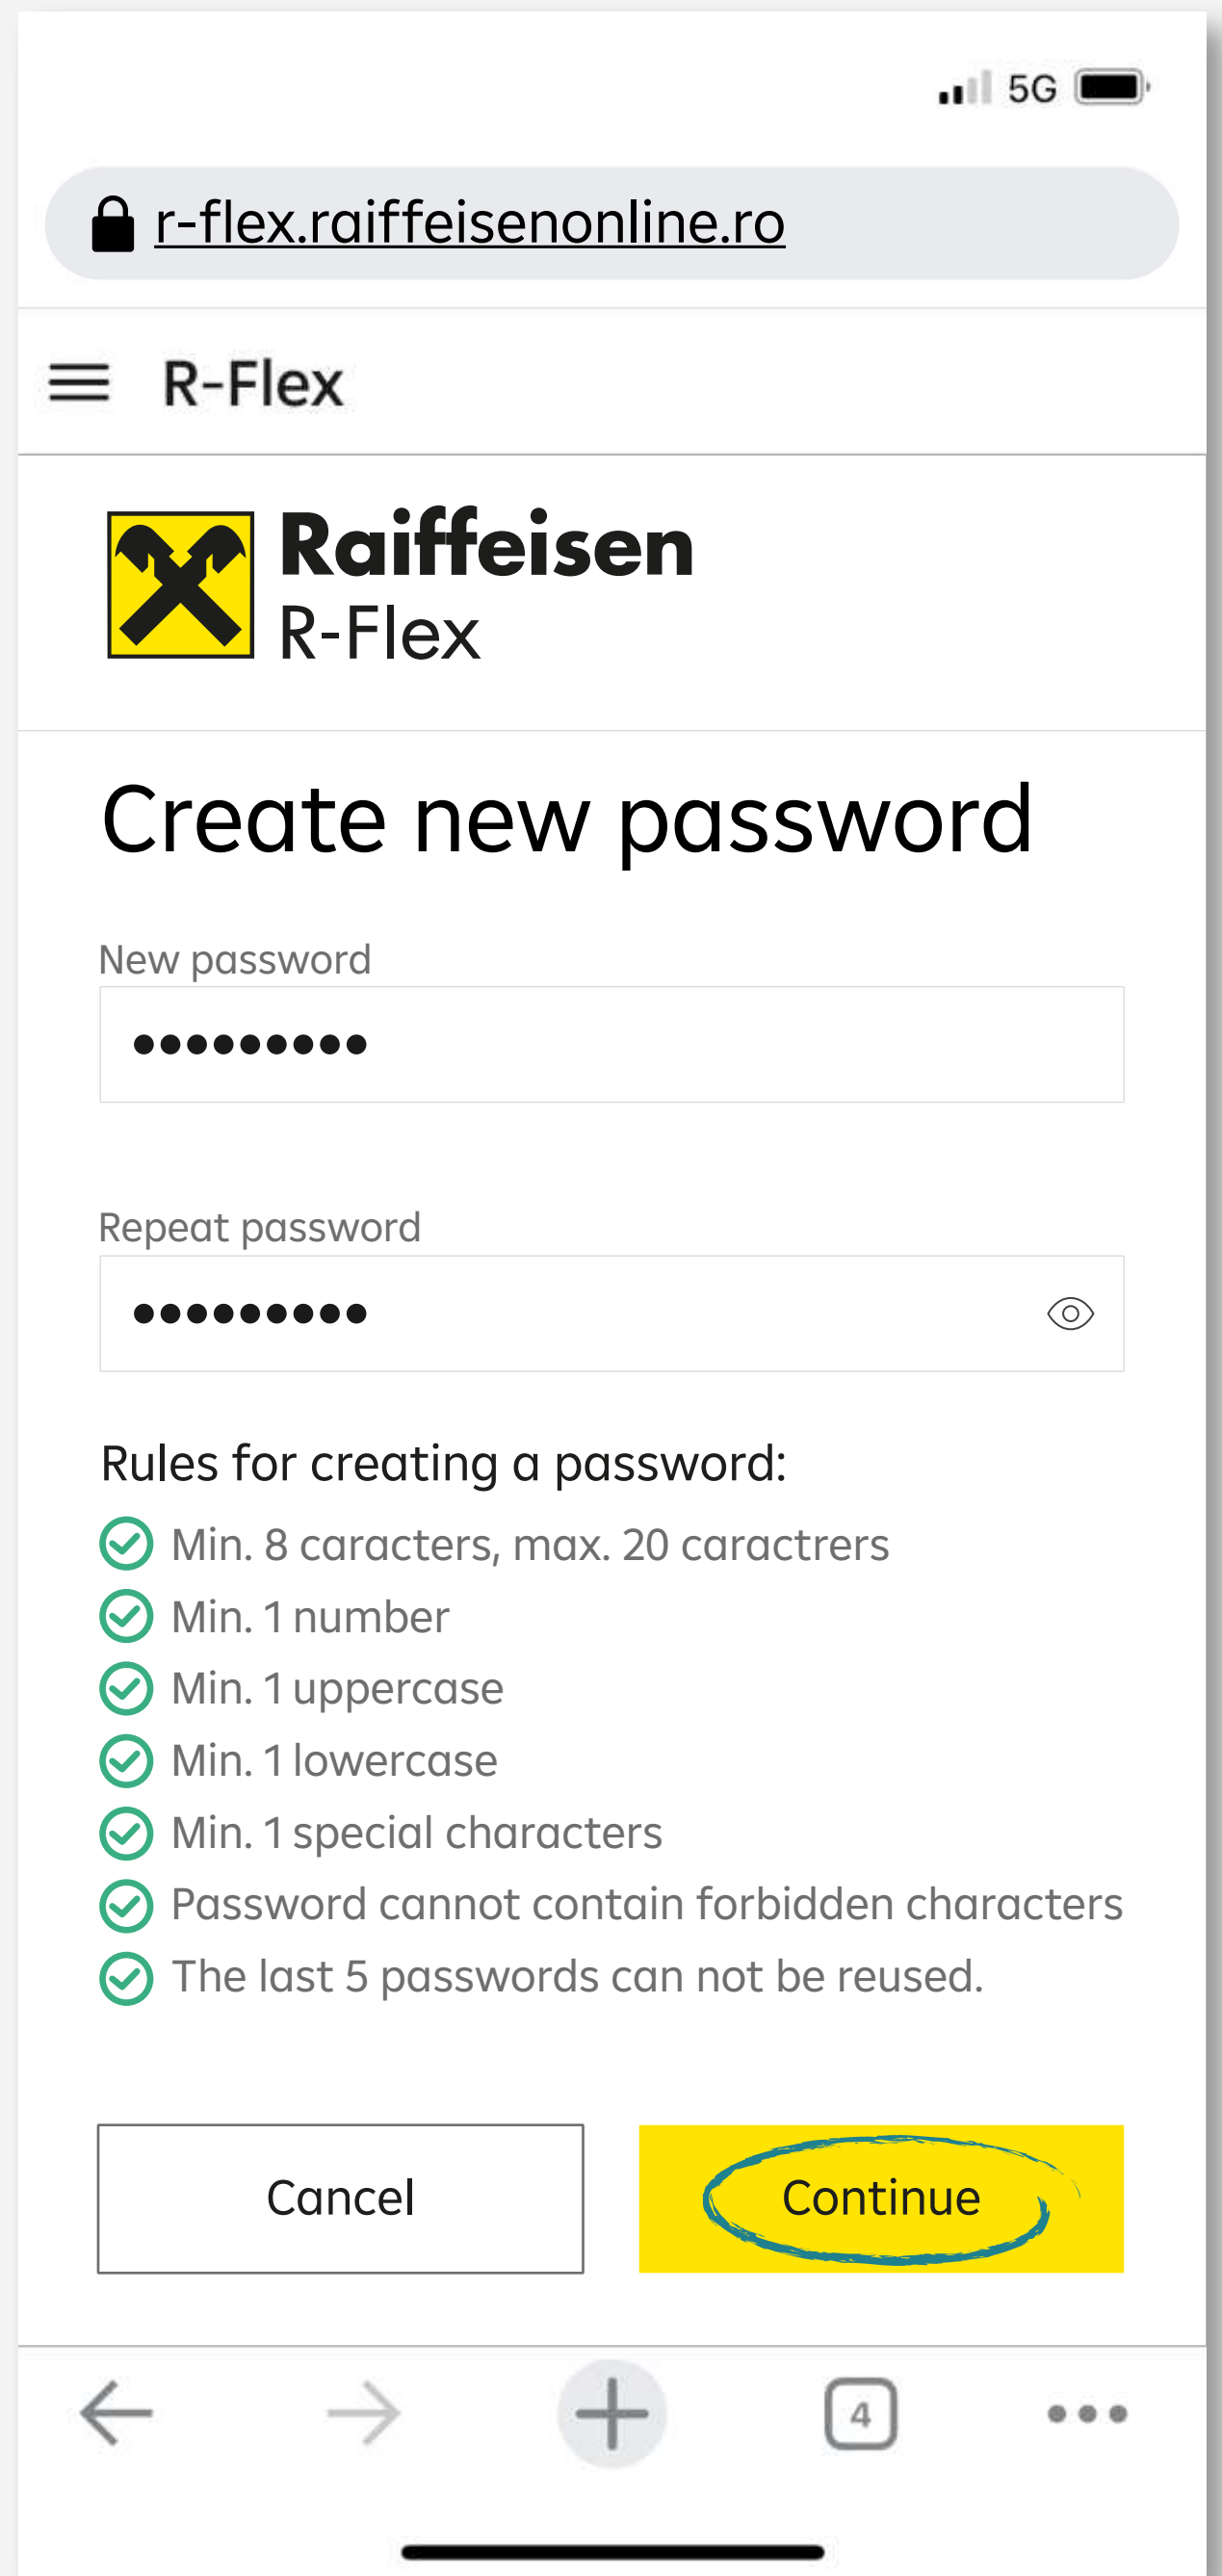 5G
r-flex.raiffeisenonline.ro
R-Flex
Raiffeisen
R-Flex
Create new password
New password
•••••••••
Repeat password
•••••••••
Rules for creating a password:
Min. 8 caracters, max. 20 caractrers
Min. 1 number
Min. 1 uppercase
Min. 1 lowercase
Min. 1 special characters
Password cannot contain forbidden characters
The last 5 passwords can not be reused.
Cancel Continue
4